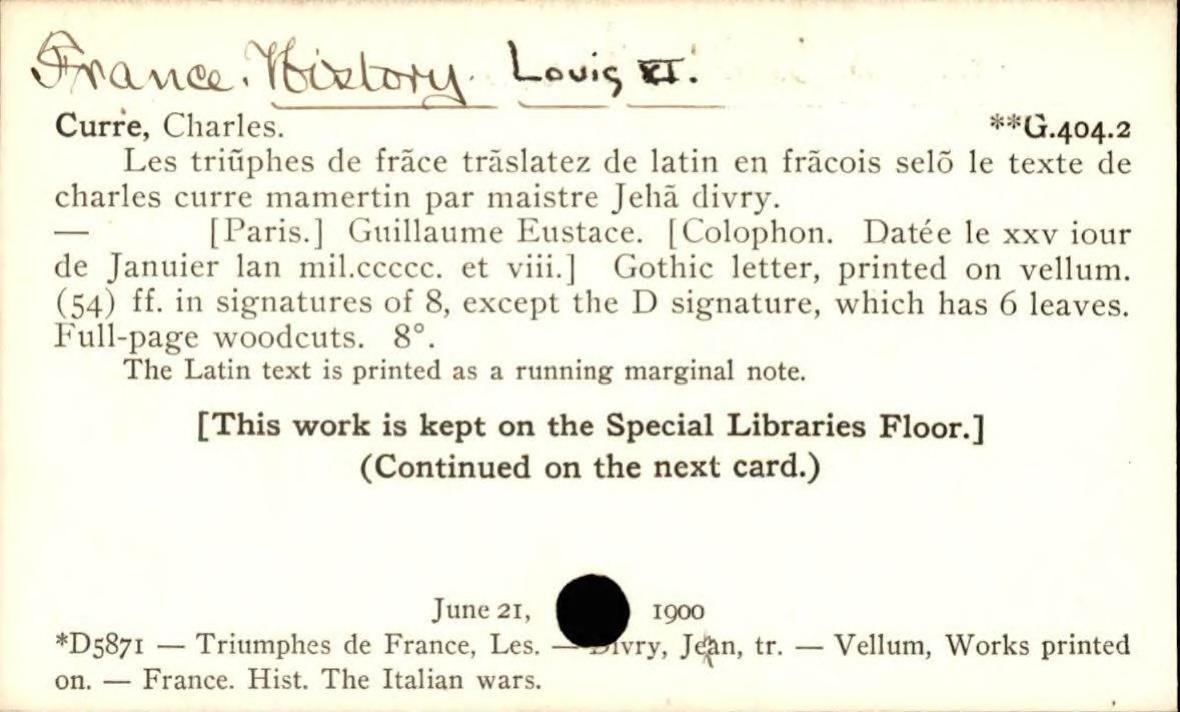 France. History. Louis XI.
Curre, Charles. **G.404.2
Les triũphes de frãce trãslatez de latin en frãcois selõ le texte de
charles curre mamertin par maistre Jehã divry.
— [Paris.] Guillaume Eustace. [Colophon. Datée le xxv iour
de Januier lan mil.ccccc. et viii.] Gothic letter, printed on vellum.
(54) ff. in signatures of 8, except the D signature, which has 6 leaves.
Full-page woodcuts. 8°.
The Latin text is printed as a running marginal note.
[This work is kept on the Special Libraries Floor.]
(Continued on the next card.)
June 21, 1900
*D5871 — Triumphes de France, Les. — Divry, Jean, tr. — Vellum, Works printed
on. — France. Hist. The Italian wars.